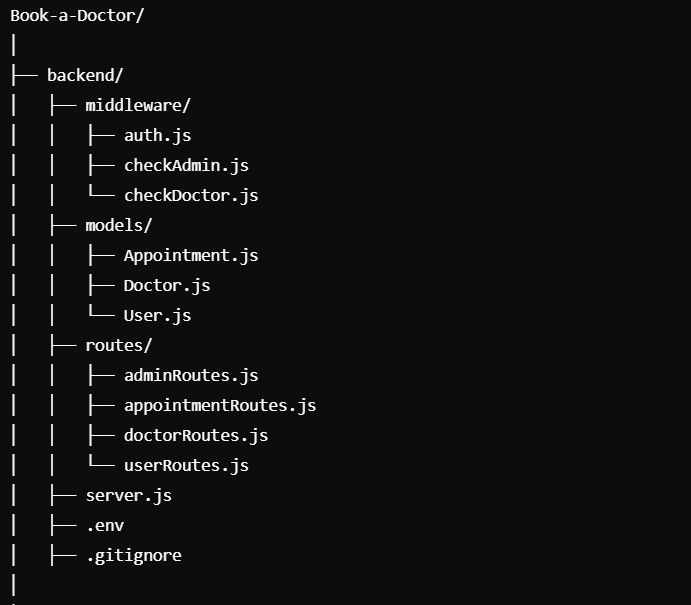 Book-a-Doctor/
│
├── backend/
│   ├── middleware/
│   │   ├── auth.js
│   │   ├── checkAdmin.js
│   │   └── checkDoctor.js
│   ├── models/
│   │   ├── Appointment.js
│   │   ├── Doctor.js
│   │   └── User.js
│   ├── routes/
│   │   ├── adminRoutes.js
│   │   ├── appointmentRoutes.js
│   │   ├── doctorRoutes.js
│   │   └── userRoutes.js
│   ├── server.js
│   ├── .env
│   ├── .gitignore
│